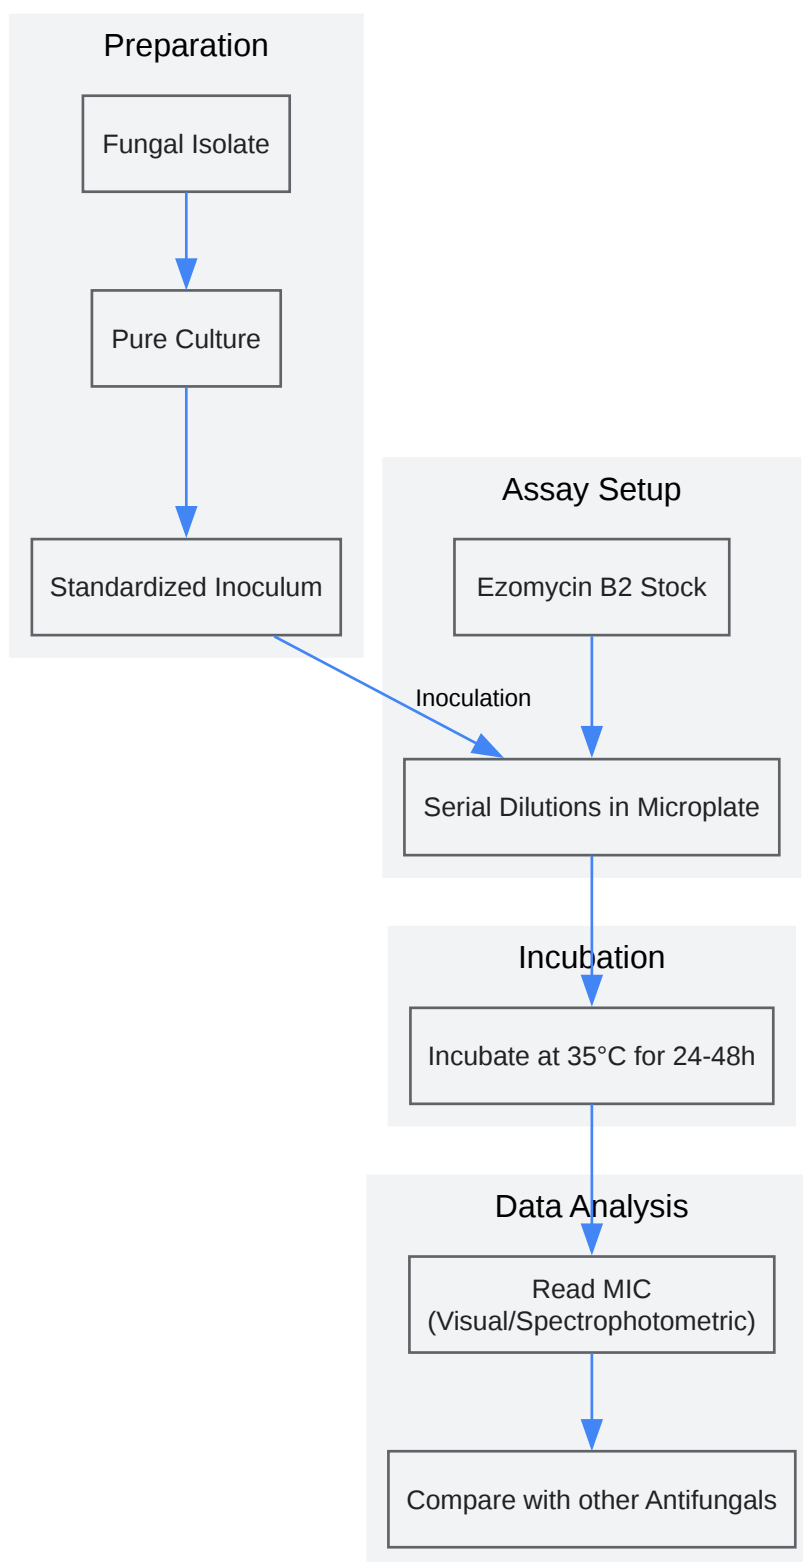 Preparation
Fungal Isolate
Pure Culture
Standardized Inoculum
Assay Setup
Ezomycin B2 Stock
Inoculation
Serial Dilutions in Microplate
Incubation
Incubate at 35°C for 24-48h
Data Analysis
Read MIC
(Visual/Spectrophotometric)
Compare with other Antifungals